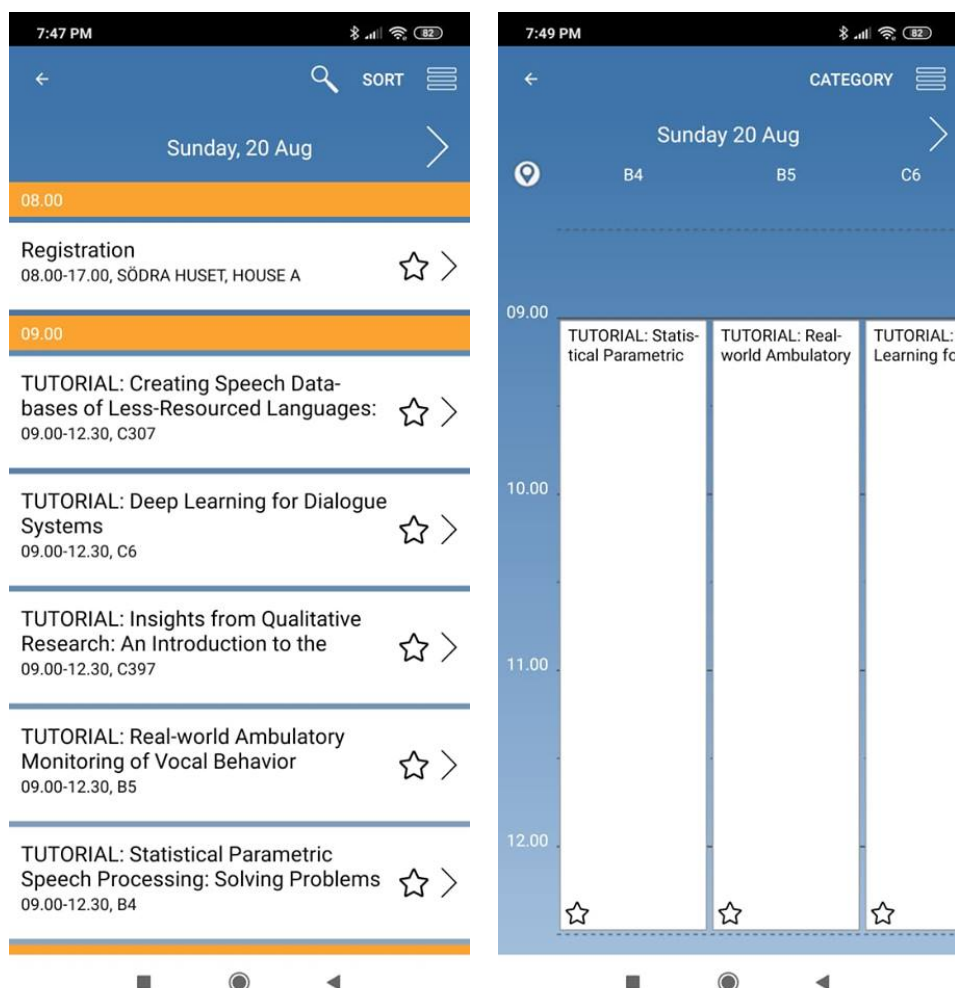 7:47 PM
82
SORT
Sunday, 20 Aug
08.00
Registration
08.00-17.00, SÖDRA HUSET, HOUSE A
09.00
TUTORIAL: Creating Speech Data-
bases of Less-Resourced Languages:
09.00-12.30, C307
TUTORIAL: Deep Learning for Dialogue
Systems
09.00-12.30, C6
TUTORIAL: Insights from Qualitative
Research: An Introduction to the
09.00-12.30, C397
TUTORIAL: Real-world Ambulatory
Monitoring of Vocal Behavior
09.00-12.30, B5
TUTORIAL: Statistical Parametric
Speech Processing: Solving Problems
09.00-12.30, B4
7:49 PM
82
CATEGORY
Sunday 20 Aug
B4
B5
C6
09.00
TUTORIAL: Statis-
tical Parametric
TUTORIAL: Real-
world Ambulatory
TUTORIAL:
Learning fo
10.00
11.00
12.00